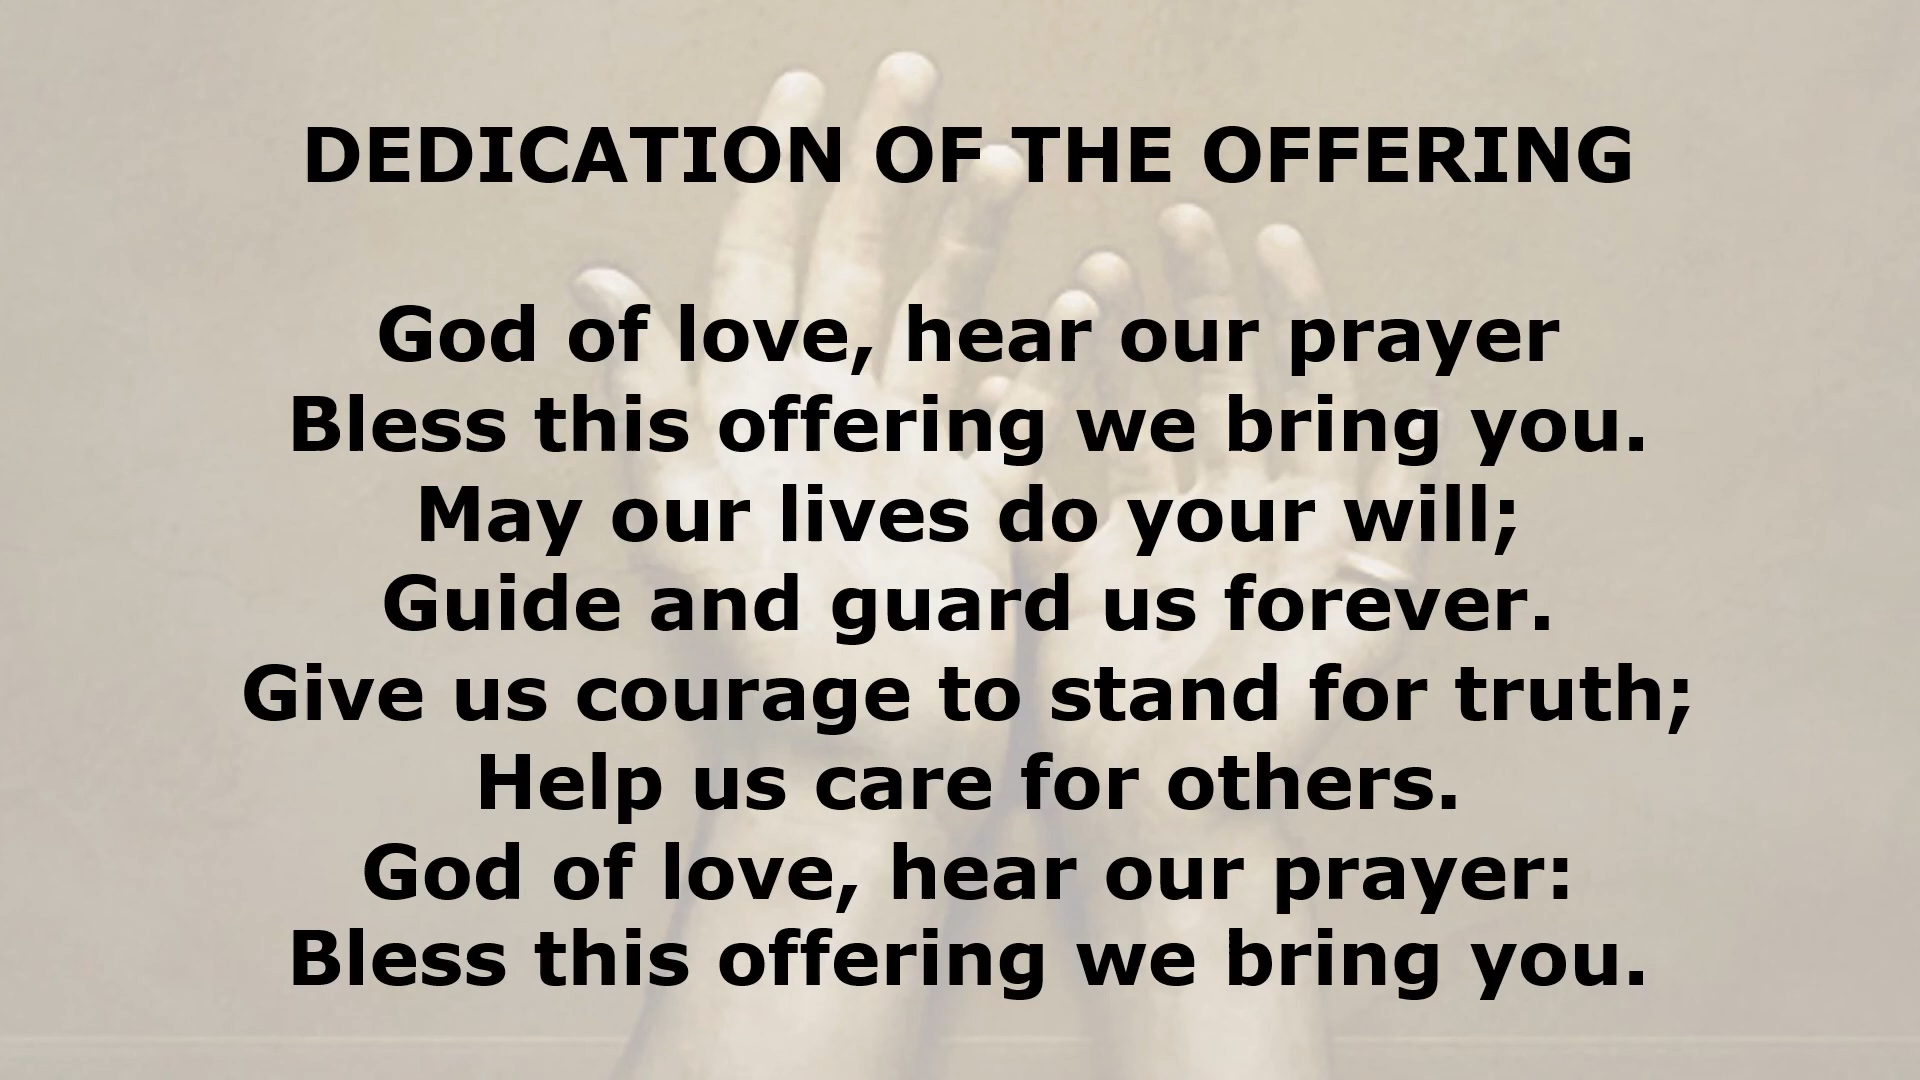 DEDICATION OF THE OFFERING
God of love, hear our prayer
Bless this offering we bring you.
May our lives do your will;
Guide and guard us forever.
Give us courage to stand for truth;
Help us care for others.
God of love, hear our prayer:
Bless this offering we bring you.